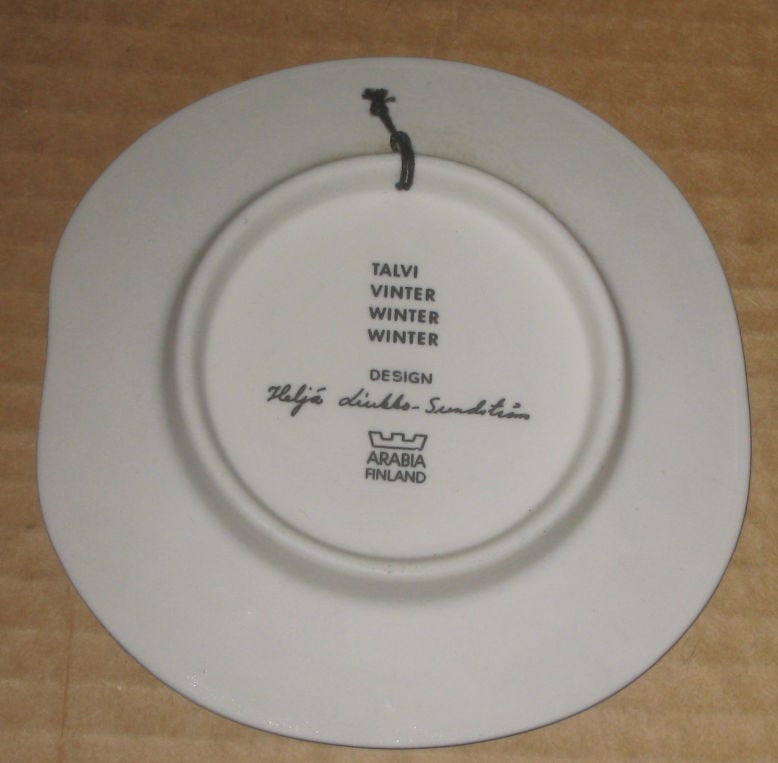 TALVI
VINTER
WINTER
WINTER
DESIGN
Heljä Liukko-Sundström
ARABIA
FINLAND